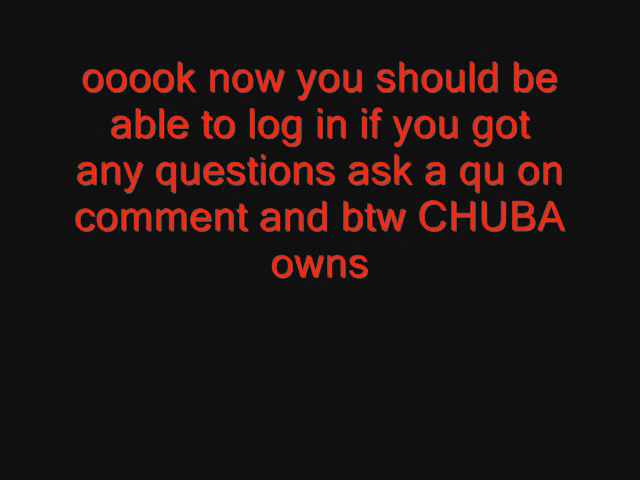 ooook now you should be
able to log in if you got
any questions ask a qu on
comment and btw CHUBA
owns